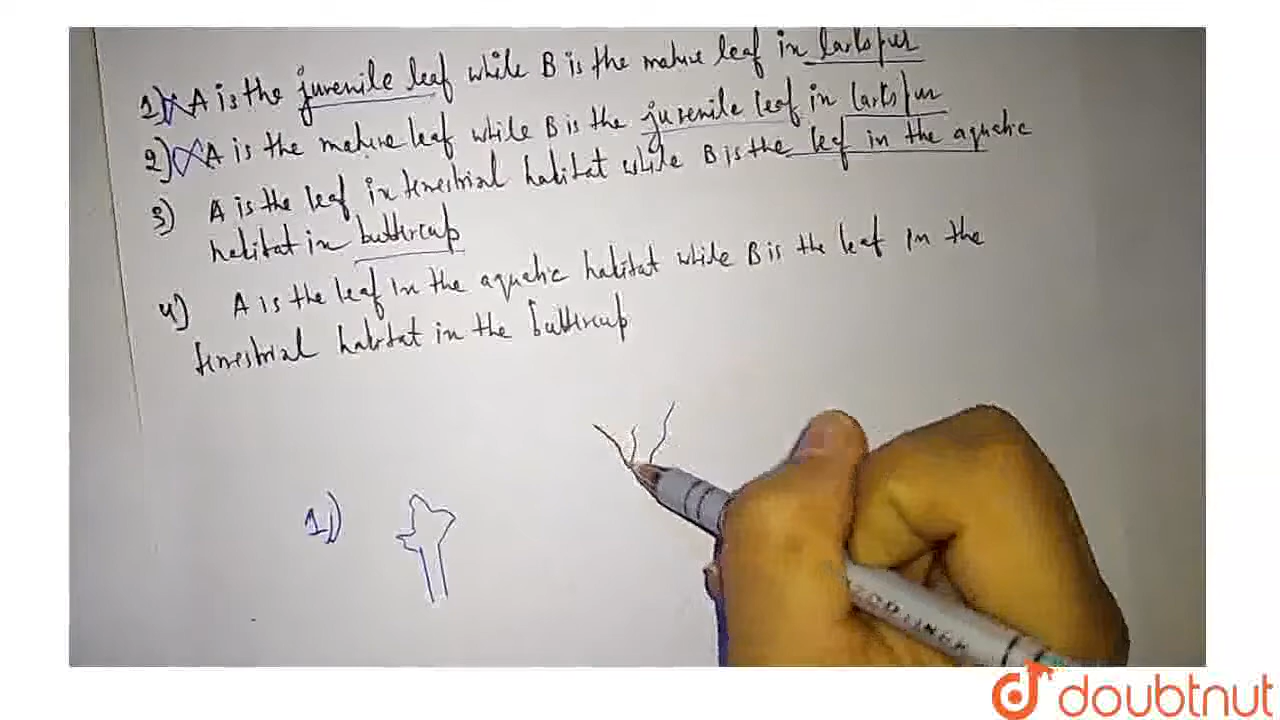 1) A is the juvenile leaf while B is the mature leaf in larkspur
2) A is the mature leaf while B is the juvenile leaf in larkspur
3) A is the leaf in terrestrial habitat while B is the leaf in the aquatic
habitat in buttercup
4) A is the leaf in the aquatic habitat while B is the leaf in the
terrestrial habitat in the buttercup
1)
doubtnut